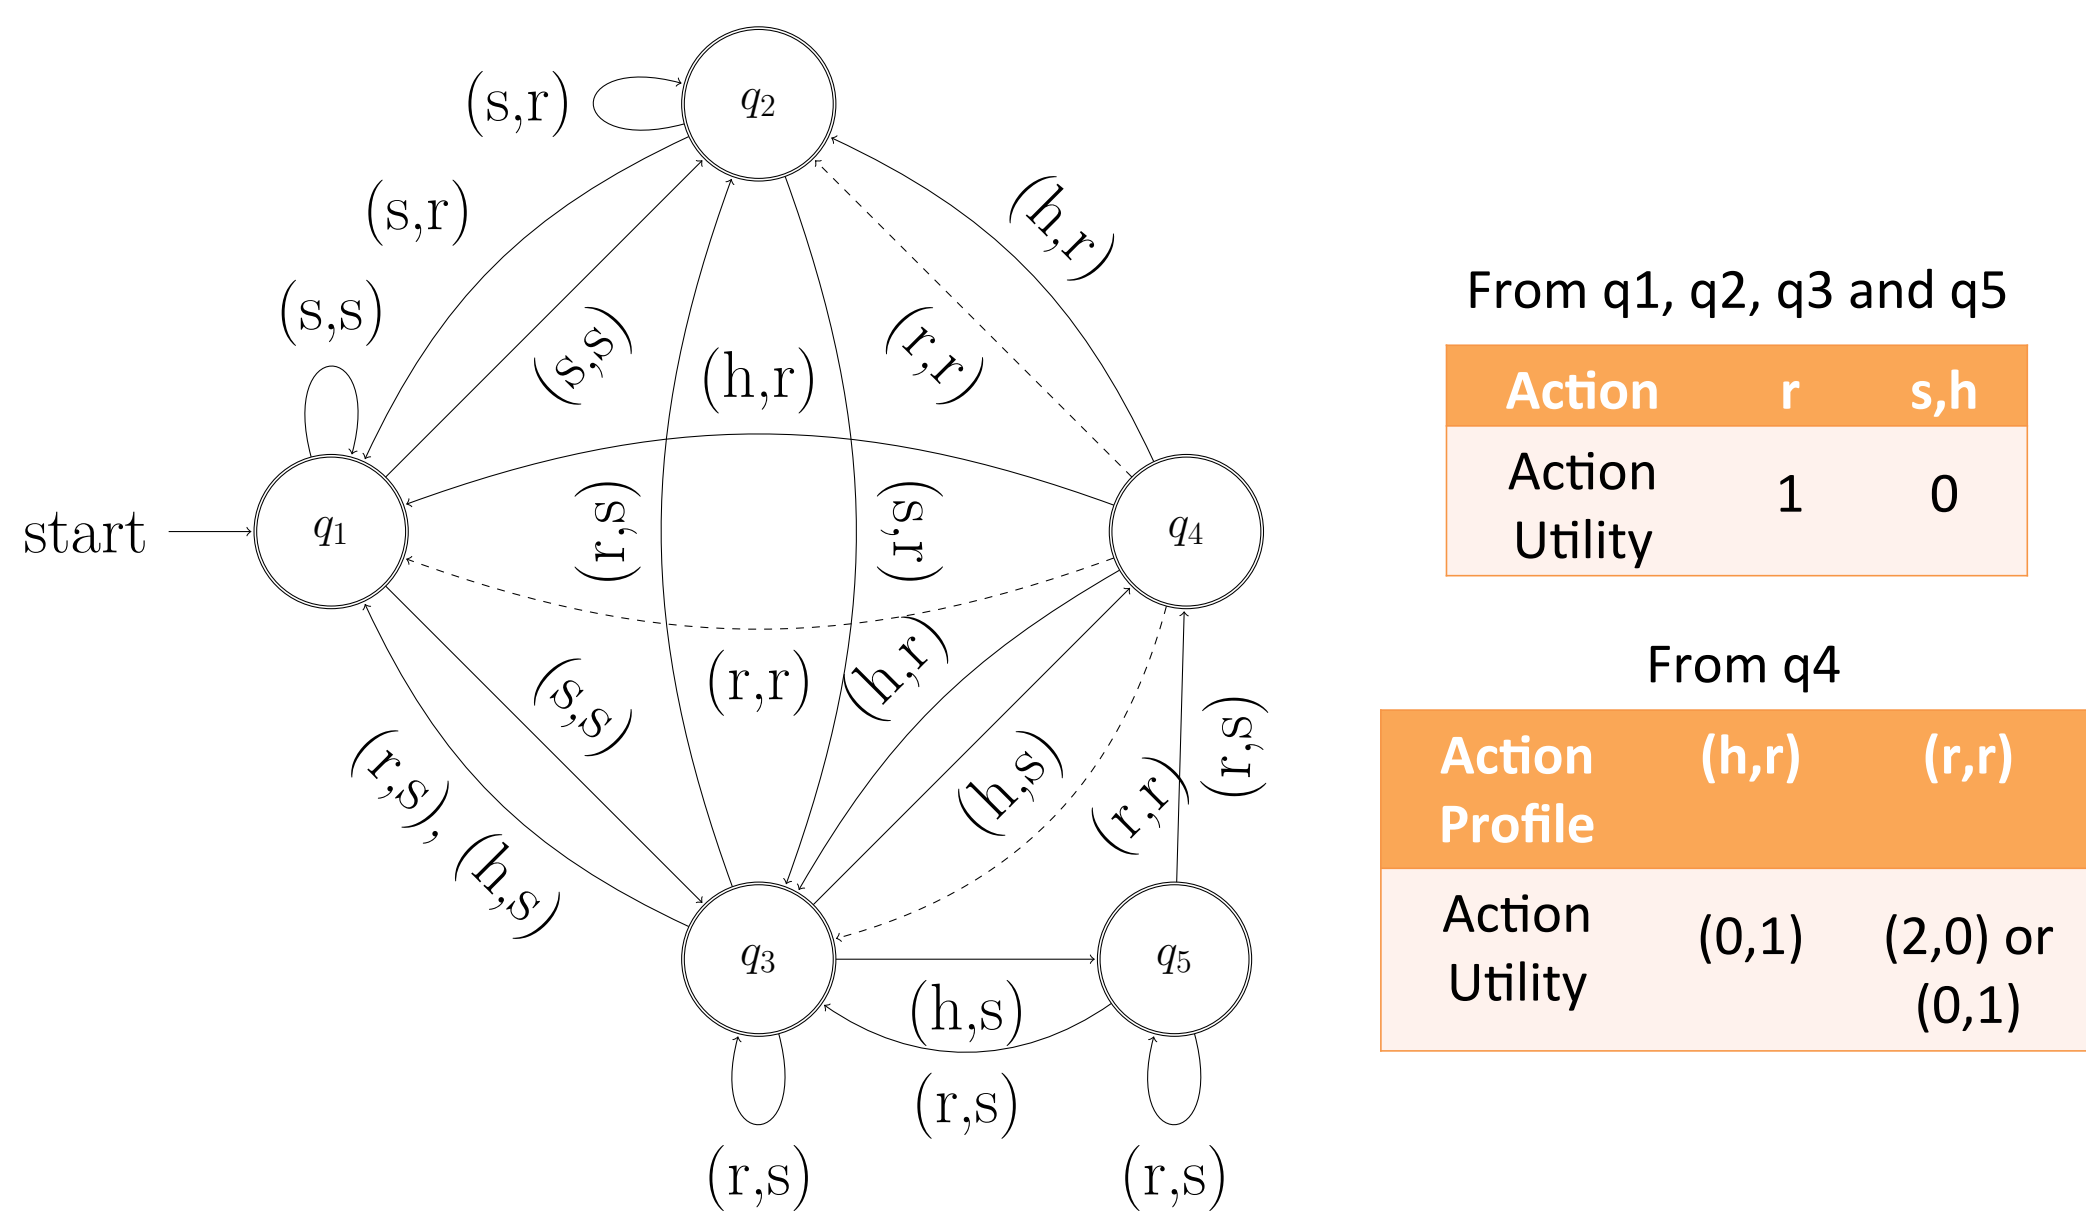 (s,r)
q2
(s,r)
(h,r)
(s,s)
(s,s)
(r,r)
(h,r)
start
q1
(r,s)
(s,r)
q4
(s,s)
(r,r)
(h,r)
(r,s), (h,s)
(h,s)
(r,r)
(r,s)
q3
q5
(h,s)
(r,s)
(r,s)
(r,s)
From q1, q2, q3 and q5
Action r s,h
Action
Utility 1 0
From q4
Action
Profile (h,r) (r,r)
Action
Utility (0,1) (2,0) or
(0,1)